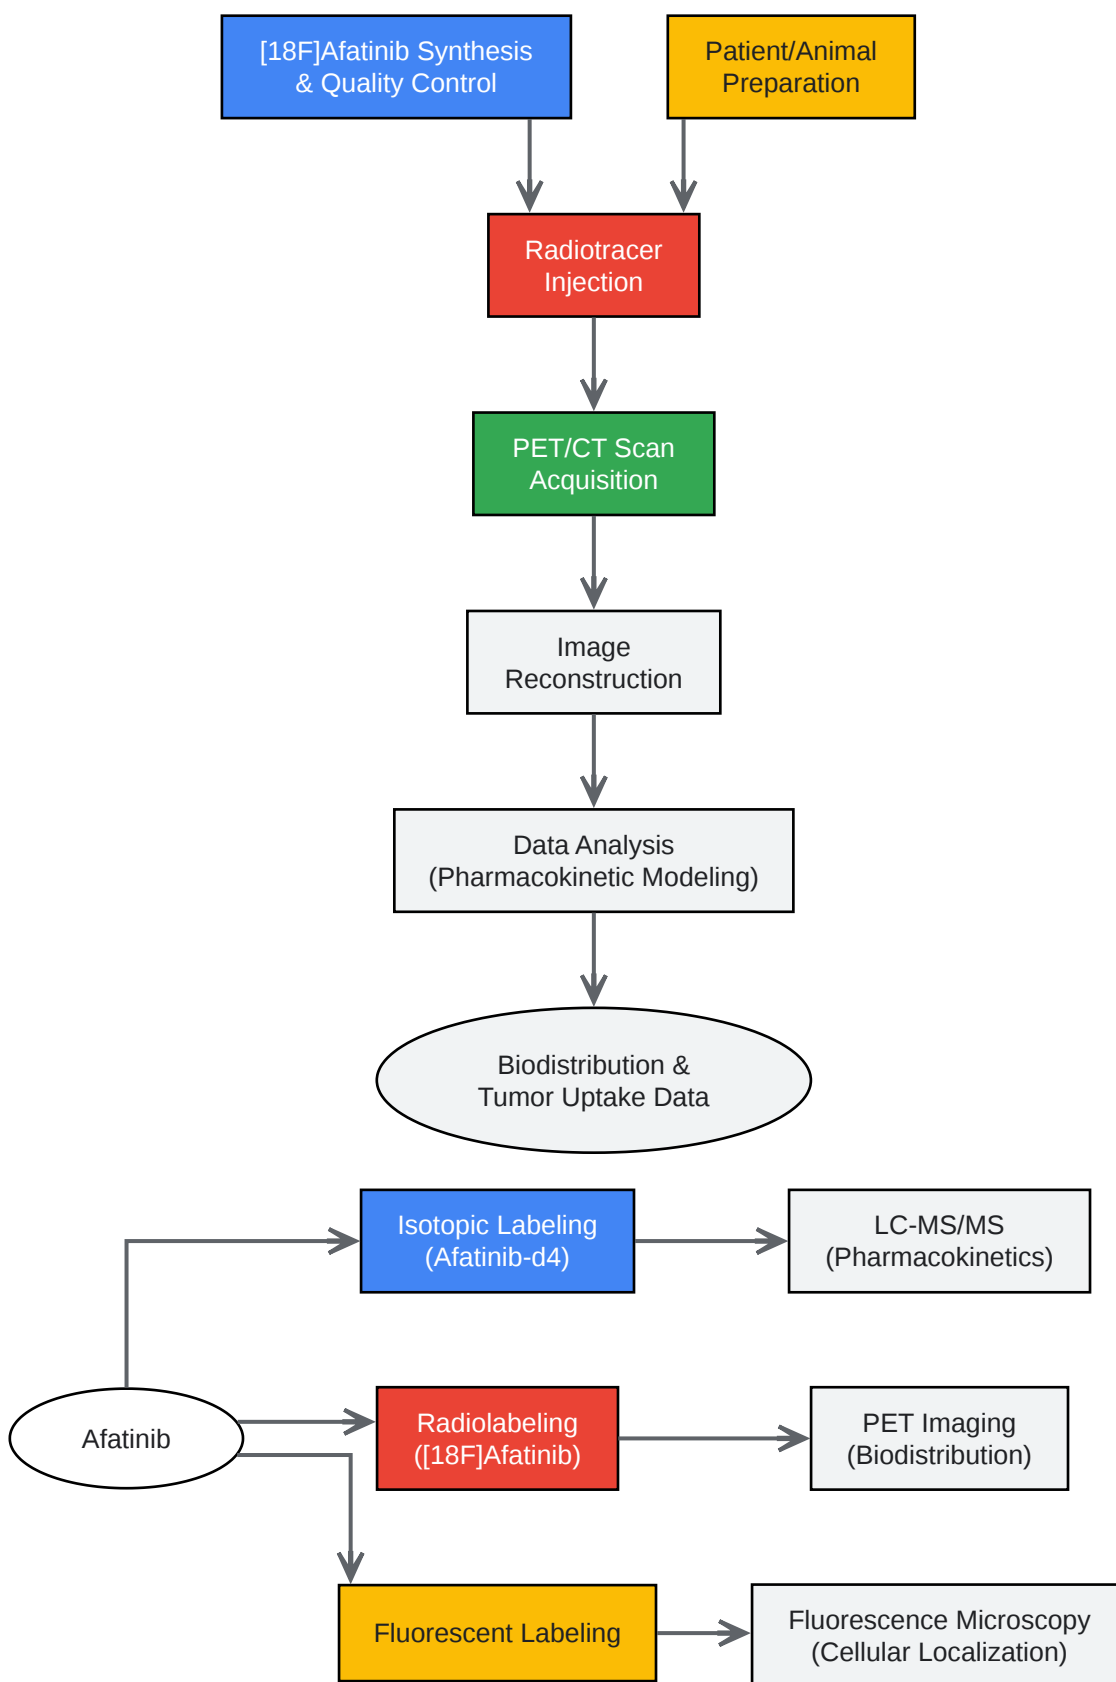 [18F]Afatinib Synthesis
& Quality Control
Patient/Animal
Preparation
Radiotracer
Injection
PET/CT Scan
Acquisition
Image
Reconstruction
Data Analysis
(Pharmacokinetic Modeling)
Biodistribution &
Tumor Uptake Data
Isotopic Labeling
(Afatinib-d4)
LC-MS/MS
(Pharmacokinetics)
Afatinib
Radiolabeling
([18F]Afatinib)
PET Imaging
(Biodistribution)
Fluorescent Labeling
Fluorescence Microscopy
(Cellular Localization)